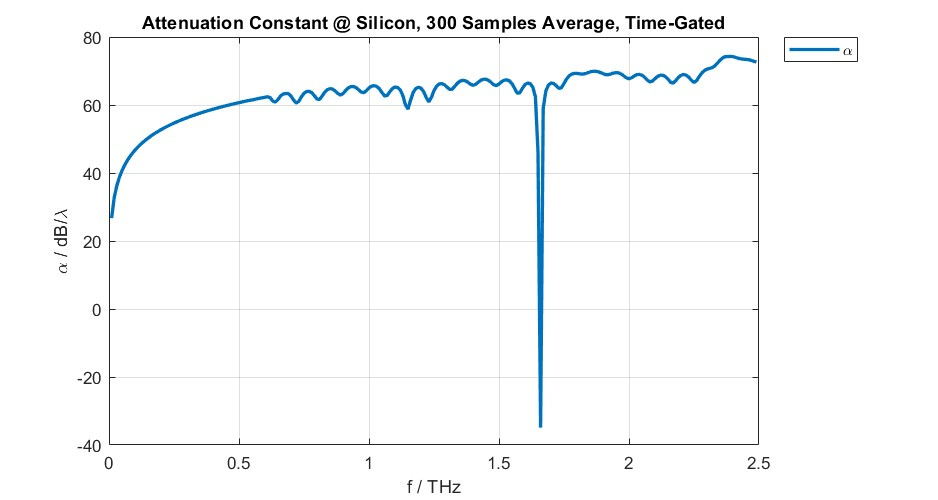 Attenuation Constant @ Silicon, 300 Samples Average, Time-Gated
α
80
60
40
20
0
-20
-40
α / dB/λ
0 0.5 1 1.5 2 2.5
f / THz